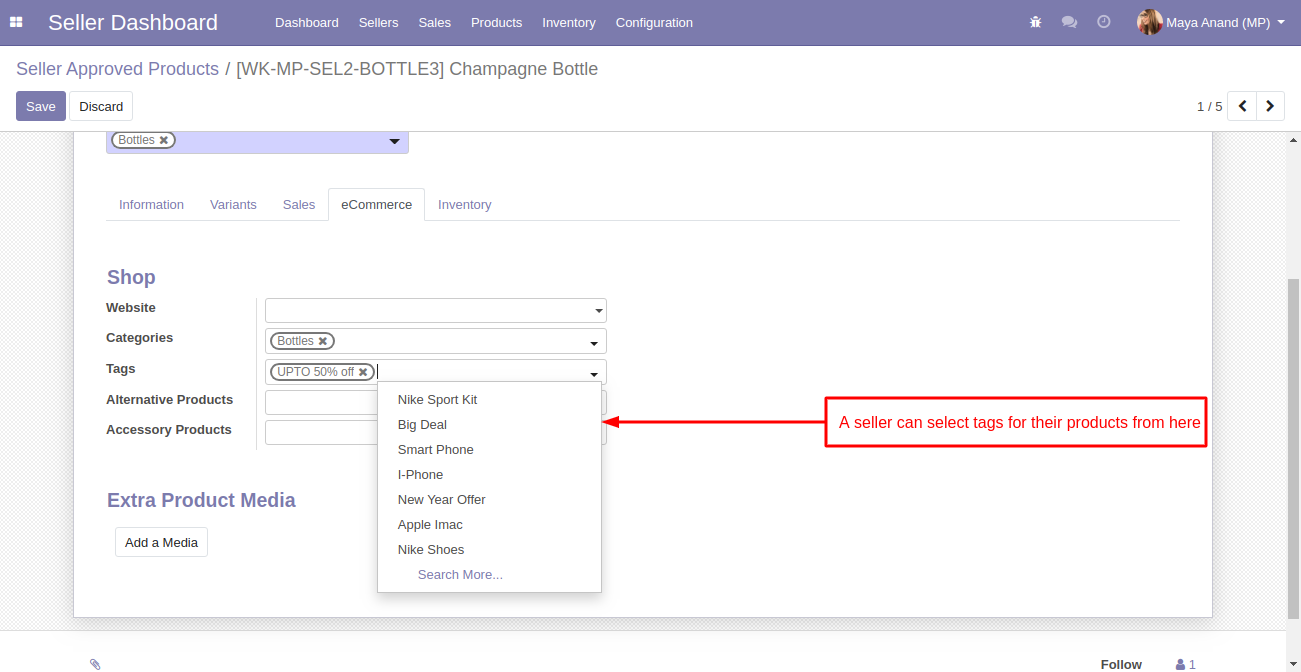 Seller Dashboard Dashboard Sellers Sales Products Inventory Configuration Maya Anand (MP)
Seller Approved Products / [WK-MP-SEL2-BOTTLE3] Champagne Bottle
Save Discard 1 / 5
Bottles
Information Variants Sales eCommerce Inventory
Shop
Website
Categories Bottles
Tags UPTO 50% off
Alternative Products
Accessory Products
Nike Sport Kit
Big Deal
Smart Phone
I-Phone
New Year Offer
Apple Imac
Nike Shoes
Search More...
A seller can select tags for their products from here
Extra Product Media
Add a Media
Follow 1